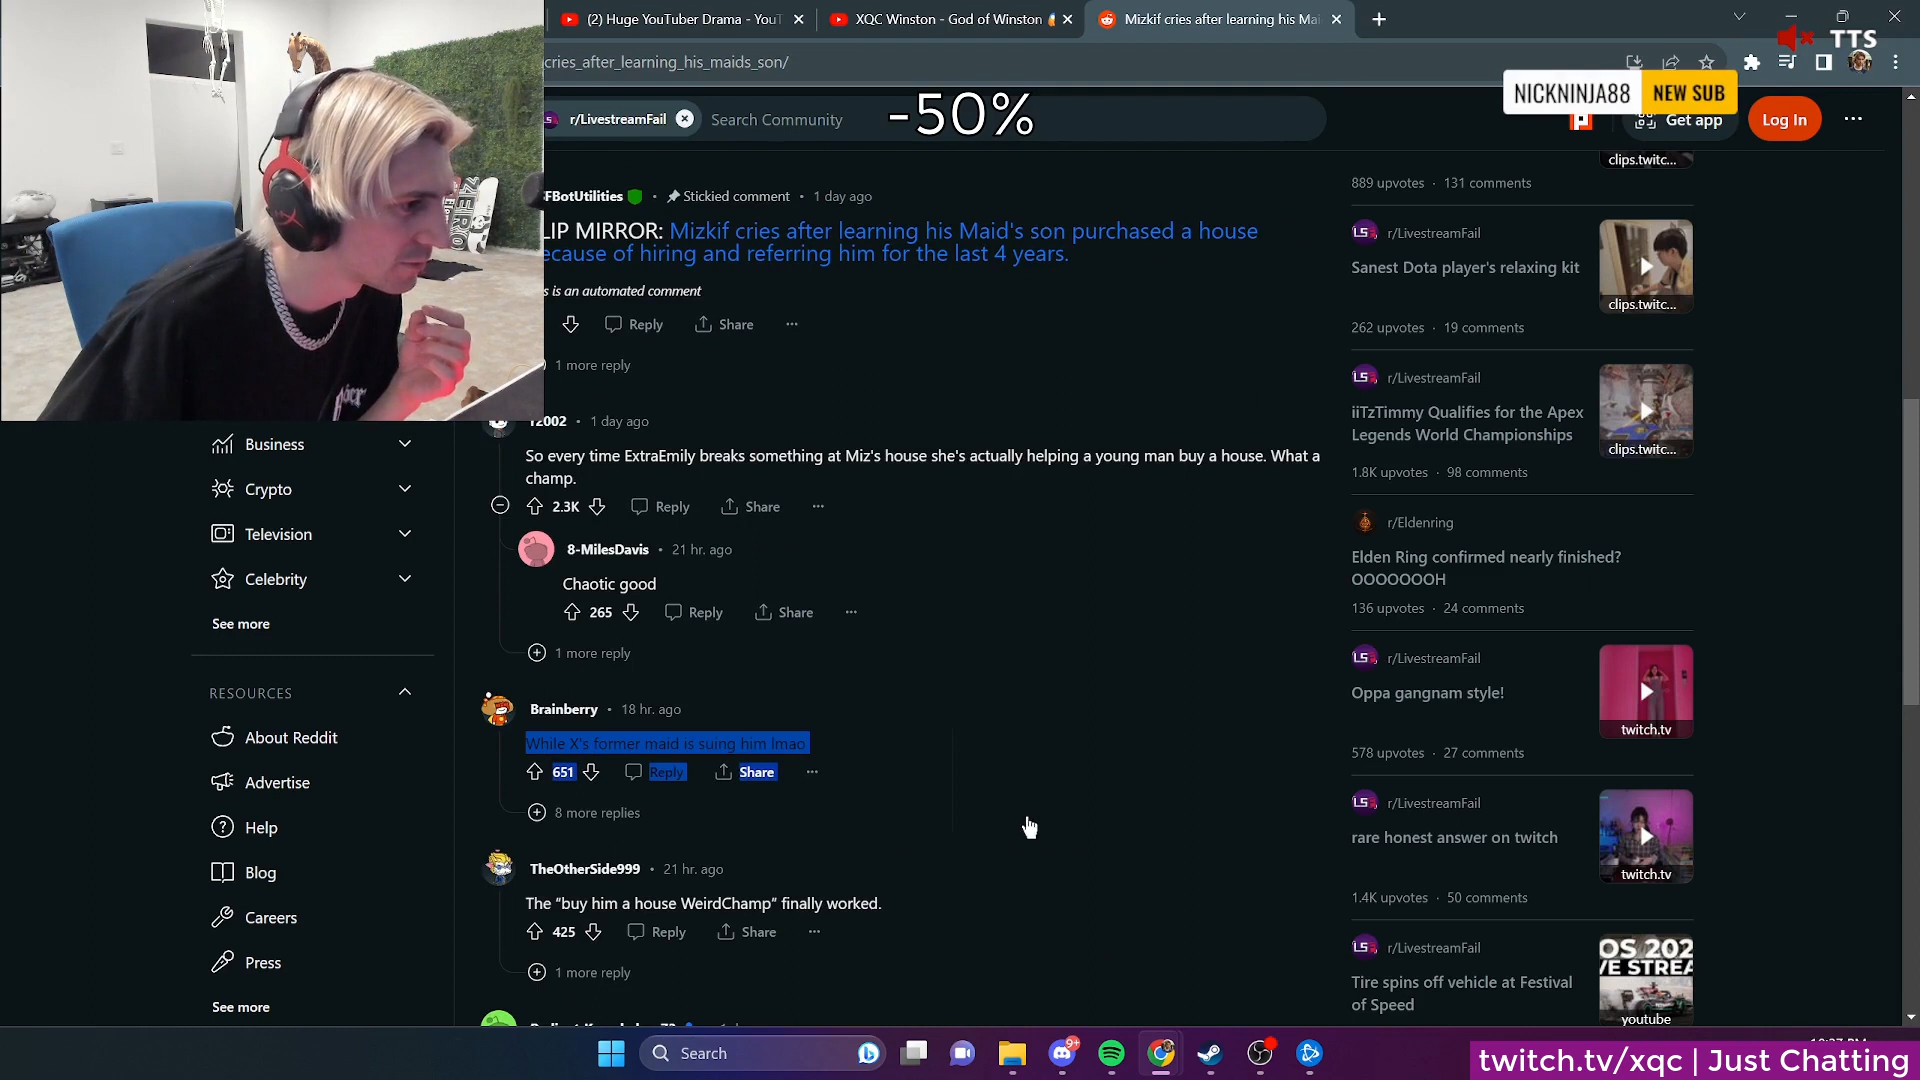 (2) Huge YouTuber Drama - YouT
XQC Winston - God of Winston
Mizkif cries after learning his Mai
TTS
cries_after_learning_his_maids_son/
NICKNINJA88 NEW SUB
r/LivestreamFail
Search Community
-50%
Get app
Log In
FBotUtilities • Stickied comment • 1 day ago
LIP MIRROR: Mizkif cries after learning his Maid's son purchased a house
ecause of hiring and referring him for the last 4 years.
s is an automated comment
Reply Share ...
1 more reply
• 1 day ago
So every time ExtraEmily breaks something at Miz's house she's actually helping a young man buy a house. What a
champ.
2.3K Reply Share ...
8-MilesDavis • 21 hr. ago
Chaotic good
265 Reply Share ...
1 more reply
Brainberry • 18 hr. ago
While X's former maid is suing him lmao
651 Reply Share ...
8 more replies
TheOtherSide999 • 21 hr. ago
The "buy him a house WeirdChamp" finally worked.
425 Reply Share ...
1 more reply
Business
Crypto
Television
Celebrity
See more
RESOURCES
About Reddit
Advertise
Help
Blog
Careers
Press
See more
clips.twitc...
889 upvotes • 131 comments
r/LivestreamFail
Sanest Dota player's relaxing kit
clips.twitc...
262 upvotes • 19 comments
r/LivestreamFail
iiTzTimmy Qualifies for the Apex
Legends World Championships
clips.twitc...
1.8K upvotes • 98 comments
r/Eldenring
Elden Ring confirmed nearly finished?
OOOOOOOH
136 upvotes • 24 comments
r/LivestreamFail
Oppa gangnam style!
twitch.tv
578 upvotes • 27 comments
r/LivestreamFail
rare honest answer on twitch
twitch.tv
1.4K upvotes • 50 comments
r/LivestreamFail
Tire spins off vehicle at Festival
of Speed
OS 202
VE STREA
youtube
Search
9+
twitch.tv/xqc | Just Chatting